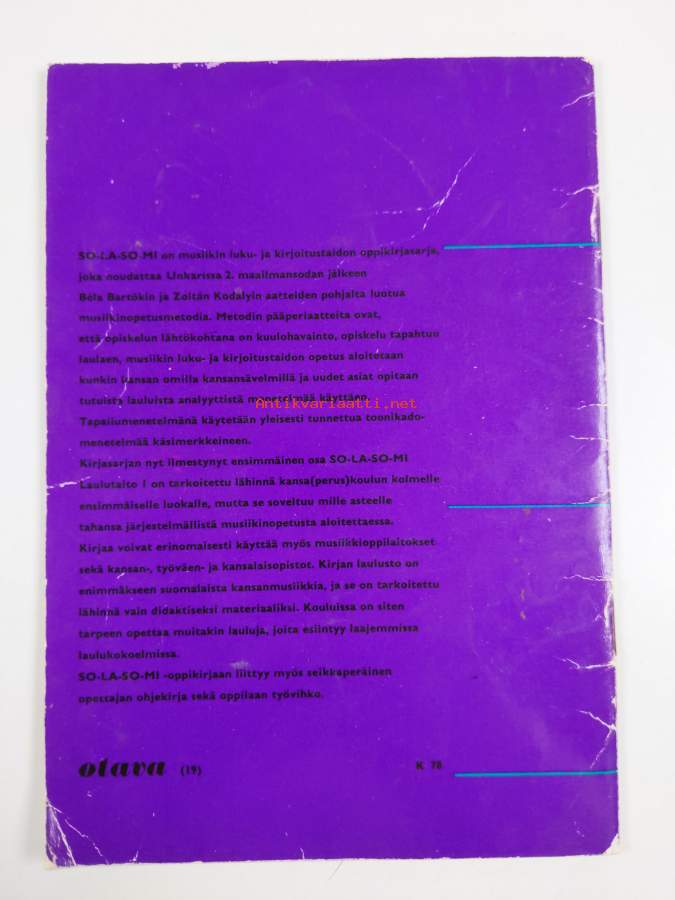 SO-LA-SO-MI on musiikin luku- ja kirjoitustaidon oppikirjasarja,
joka noudattaa Unkarissa 2. maailmansodan jälkeen
Béla Bartókin ja Zoltán Kodályin aatteiden pohjalta luotua
musiikinopetusmetodia. Metodin pääperiaatteita ovat,
että opiskelun lähtökohtana on kuulohavainto, opiskelu tapahtuu
laulaen, musiikin luku- ja kirjoitustaidon opetus aloitetaan
kunkin kansan omilla kansansävelmillä ja uudet asiat opitaan
tutuista lauluista analyyttistä menetelmää käyttäen.
Antikvariaatti.net
Tapailumenetelmänä käytetään yleisesti tunnettua toonikado-
menetelmää käsimerkkeineen.
Kirjasarjan nyt ilmestynyt ensimmäinen osa SO-LA-SO-MI
Laulutaito I on tarkoitettu lähinnä kansa(perus)koulun kolmelle
ensimmäiselle luokalle, mutta se soveltuu mille asteelle
tahansa järjestelmällistä musiikinopetusta aloitettaessa.
Kirjaa voivat erinomaisesti käyttää myös musiikkioppilaitokset
sekä kansan-, työväen- ja kansalaisopistot. Kirjan laulusto on
enimmäkseen suomalaista kansanmusiikkia, ja se on tarkoitettu
lähinnä vain didaktiseksi materiaaliksi. Kouluissa on siten
tarpeen opettaa muitakin lauluja, joita esiintyy laajemmissa
laulukokoelmissa.
SO-LA-SO-MI -oppikirjaan liittyy myös seikkaperäinen
opettajan ohjekirja sekä oppilaan työvihko.
otava (19)
K 78